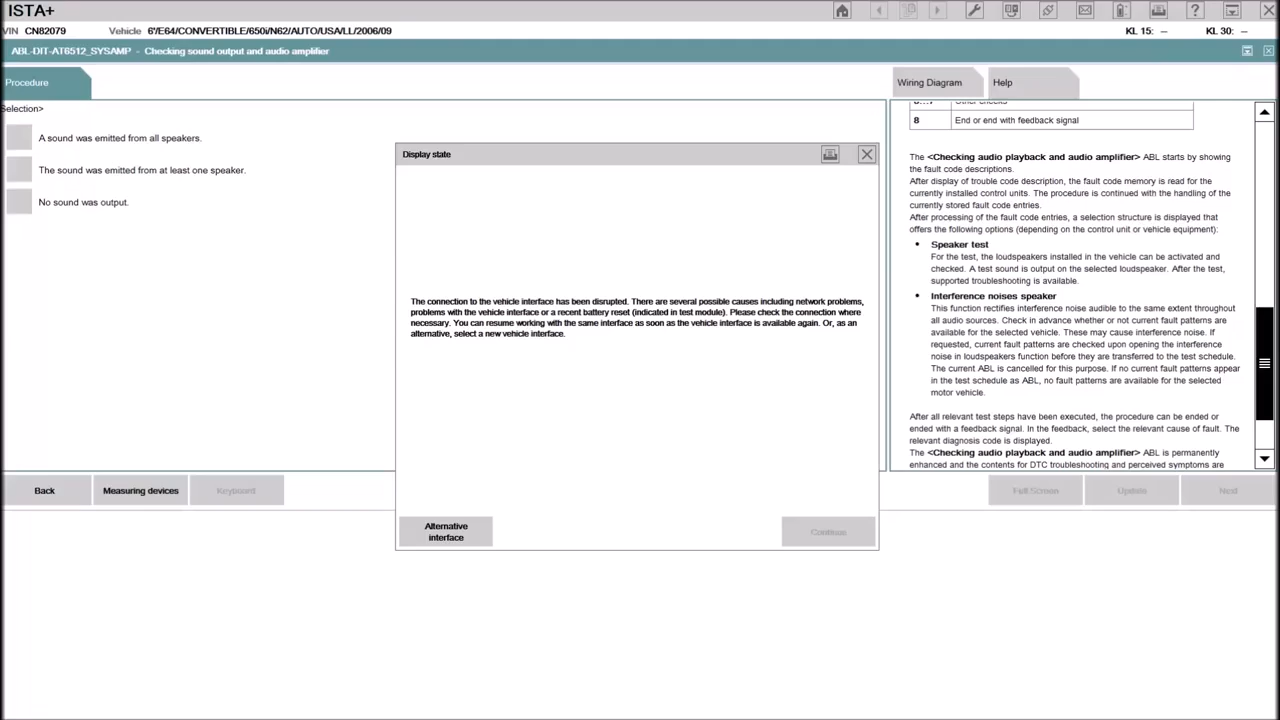 ISTA+
VIN CN82079 Vehicle 6'/E64/CONVERTIBLE/650i/N62/AUTO/USA/LL/2006/09 KL 15: – KL 30: –
ABL-DIT-AT6512_SYSAMP - Checking sound output and audio amplifier
Procedure
Wiring Diagram
Help
Selection>
A sound was emitted from all speakers.
The sound was emitted from at least one speaker.
No sound was output.
Display state
The connection to the vehicle interface has been disrupted. There are several possible causes including network problems,
problems with the vehicle interface or a recent battery reset (indicated in test module). Please check the connection where
necessary. You can resume working with the same interface as soon as the vehicle interface is available again. Or, as an
alternative, select a new vehicle interface.
Alternative
interface
Continue
Other checks
8 End or end with feedback signal
The <Checking audio playback and audio amplifier> ABL starts by showing
the fault code descriptions.
After display of trouble code description, the fault code memory is read for the
currently installed control units. The procedure is continued with the handling of the
currently stored fault code entries.
After processing of the fault code entries, a selection structure is displayed that
offers the following options (depending on the control unit or vehicle equipment):
• Speaker test
For the test, the loudspeakers installed in the vehicle can be activated and
checked. A test sound is output on the selected loudspeaker. After the test,
supported troubleshooting is available.
• Interference noises speaker
This function rectifies interference noise audible to the same extent throughout
all audio sources. Check in advance whether or not current fault patterns are
available for the selected vehicle. These may cause interference noise. If
requested, current fault patterns are checked upon opening the interference
noise in loudspeakers function before they are transferred to the test schedule.
The current ABL is cancelled for this purpose. If no current fault patterns appear
in the test schedule as ABL, no fault patterns are available for the selected
motor vehicle.
After all relevant test steps have been executed, the procedure can be ended or
ended with a feedback signal. In the feedback, select the relevant cause of fault. The
relevant diagnosis code is displayed.
The <Checking audio playback and audio amplifier> ABL is permanently
enhanced and the contents for DTC troubleshooting and perceived symptoms are
Back
Measuring devices
Keyboard
Full Screen
Update
Next